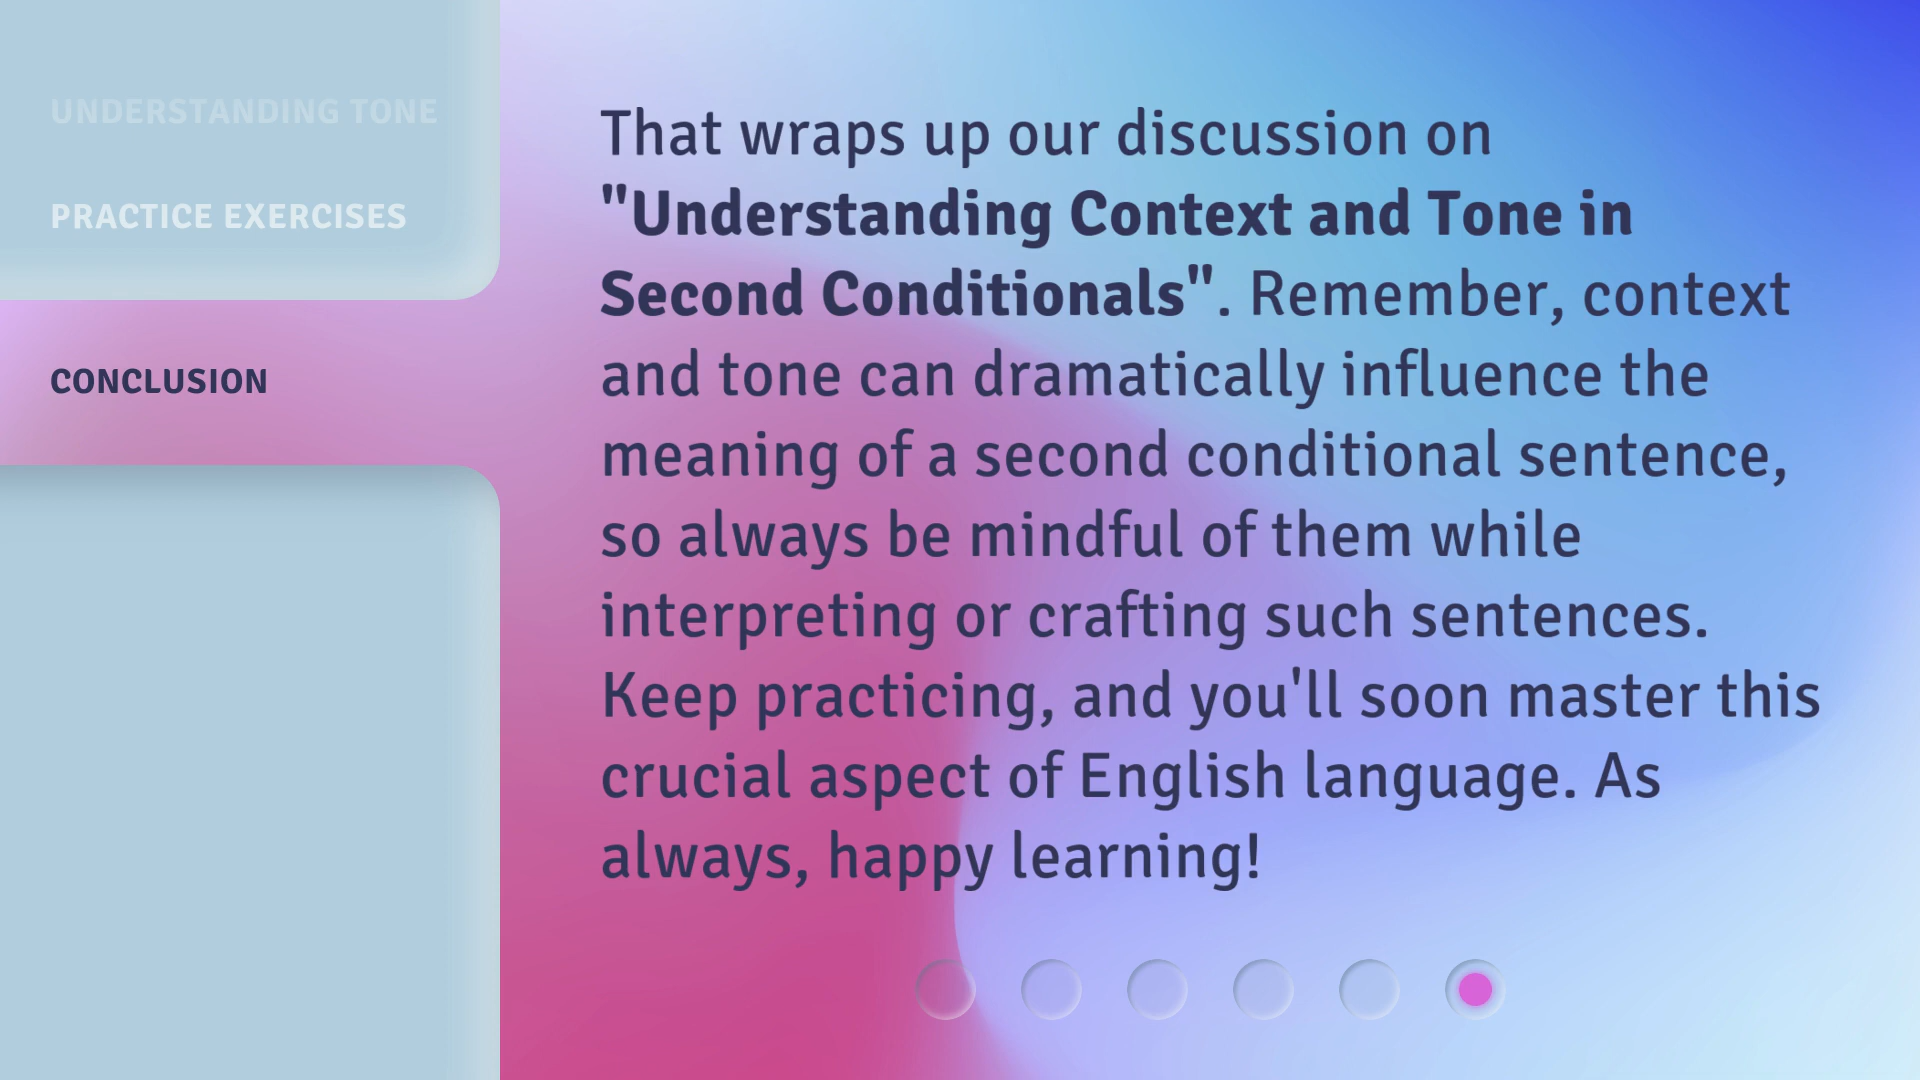 UNDERSTANDING TONE
PRACTICE EXERCISES
CONCLUSION
That wraps up our discussion on
"Understanding Context and Tone in
Second Conditionals". Remember, context
and tone can dramatically influence the
meaning of a second conditional sentence,
so always be mindful of them while
interpreting or crafting such sentences.
Keep practicing, and you'll soon master this
crucial aspect of English language. As
always, happy learning!